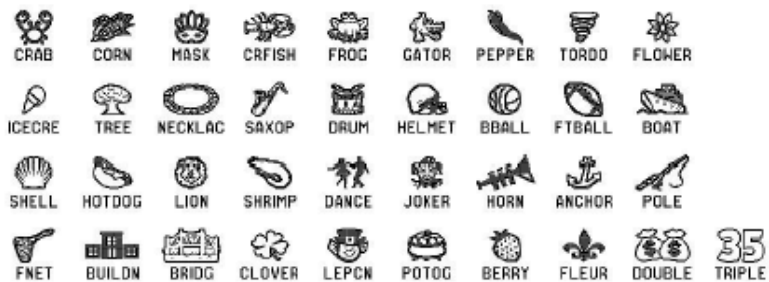 CRAB CORN MASK CRFISH FROG GATOR PEPPER TORDO FLOWER
ICECRE TREE NECKLAC SAXOP DRUM HELMET BBALL FTBALL BOAT
SHELL HOTDOG LION SHRIMP DANCE JOKER HORN ANCHOR POLE
$ $ 35
FNET BUILDN BRIDG CLOVER LEPCN POTOG BERRY FLEUR DOUBLE TRIPLE